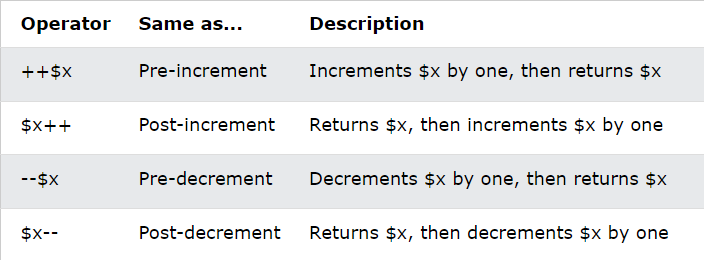 Operator Same as... Description
++$x Pre-increment Increments $x by one, then returns $x
$x++ Post-increment Returns $x, then increments $x by one
--$x Pre-decrement Decrements $x by one, then returns $x
$x-- Post-decrement Returns $x, then decrements $x by one